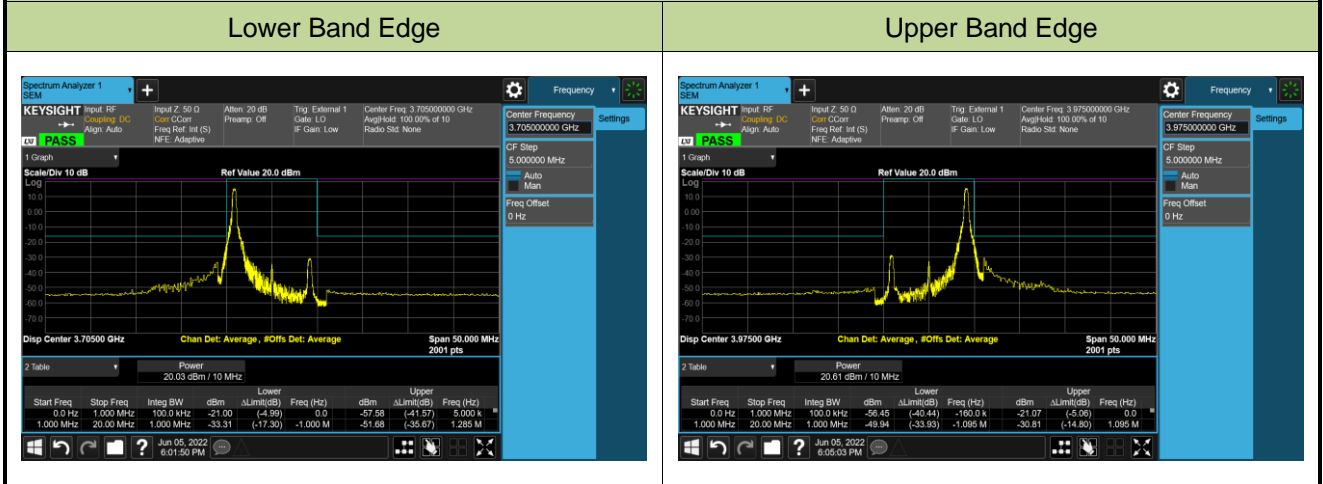 Lower Band Edge
Upper Band Edge
Spectrum Analyzer 1
SEM
Frequency
KEYSIGHT
Input: RF
Coupling: DC
Align: Auto
Input Z: 50 Ω
Corr CCorr
Freq Ref: Int (S)
NFE: Adaptive
Atten: 20 dB
Preamp: Off
Trig: External 1
Gate: LO
IF Gain: Low
Center Freq: 3.705000000 GHz
Avg|Hold: 100.00% of 10
Radio Std: None
LXI PASS
Center Frequency
3.705000000 GHz
Settings
CF Step
5.000000 MHz
Auto
Man
Freq Offset
0 Hz
1 Graph
Scale/Div 10 dB
Ref Value 20.0 dBm
Log
10.0
0.00
-10.0
-20.0
-30.0
-40.0
-50.0
-60.0
-70.0
Disp Center 3.70500 GHz
Chan Det: Average, #Offs Det: Average
Span 50.000 MHz
2001 pts
2 Table
Power
20.03 dBm / 10 MHz
Lower Upper
Start Freq Stop Freq Integ BW dBm ΔLimit(dB) Freq (Hz) dBm ΔLimit(dB) Freq (Hz)
0.0 Hz 1.000 MHz 100.0 kHz -21.00 (-4.99) 0.0 -57.58 (-41.57) 5.000 k
1.000 MHz 20.00 MHz 1.000 MHz -33.31 (-17.30) -1.000 M -51.68 (-35.67) 1.285 M
?
Jun 05, 2022
6:01:50 PM
Spectrum Analyzer 1
SEM
Frequency
KEYSIGHT
Input: RF
Coupling: DC
Align: Auto
Input Z: 50 Ω
Corr CCorr
Freq Ref: Int (S)
NFE: Adaptive
Atten: 20 dB
Preamp: Off
Trig: External 1
Gate: LO
IF Gain: Low
Center Freq: 3.975000000 GHz
Avg|Hold: 100.00% of 10
Radio Std: None
LXI PASS
Center Frequency
3.975000000 GHz
Settings
CF Step
5.000000 MHz
Auto
Man
Freq Offset
0 Hz
1 Graph
Scale/Div 10 dB
Ref Value 20.0 dBm
Log
10.0
0.00
-10.0
-20.0
-30.0
-40.0
-50.0
-60.0
-70.0
Disp Center 3.97500 GHz
Chan Det: Average, #Offs Det: Average
Span 50.000 MHz
2001 pts
2 Table
Power
20.61 dBm / 10 MHz
Lower Upper
Start Freq Stop Freq Integ BW dBm ΔLimit(dB) Freq (Hz) dBm ΔLimit(dB) Freq (Hz)
0.0 Hz 1.000 MHz 100.0 kHz -56.45 (-40.44) -160.0 k -21.07 (-5.06) 0.0
1.000 MHz 20.00 MHz 1.000 MHz -49.94 (-33.93) -1.095 M -30.81 (-14.80) 1.095 M
?
Jun 05, 2022
6:05:03 PM